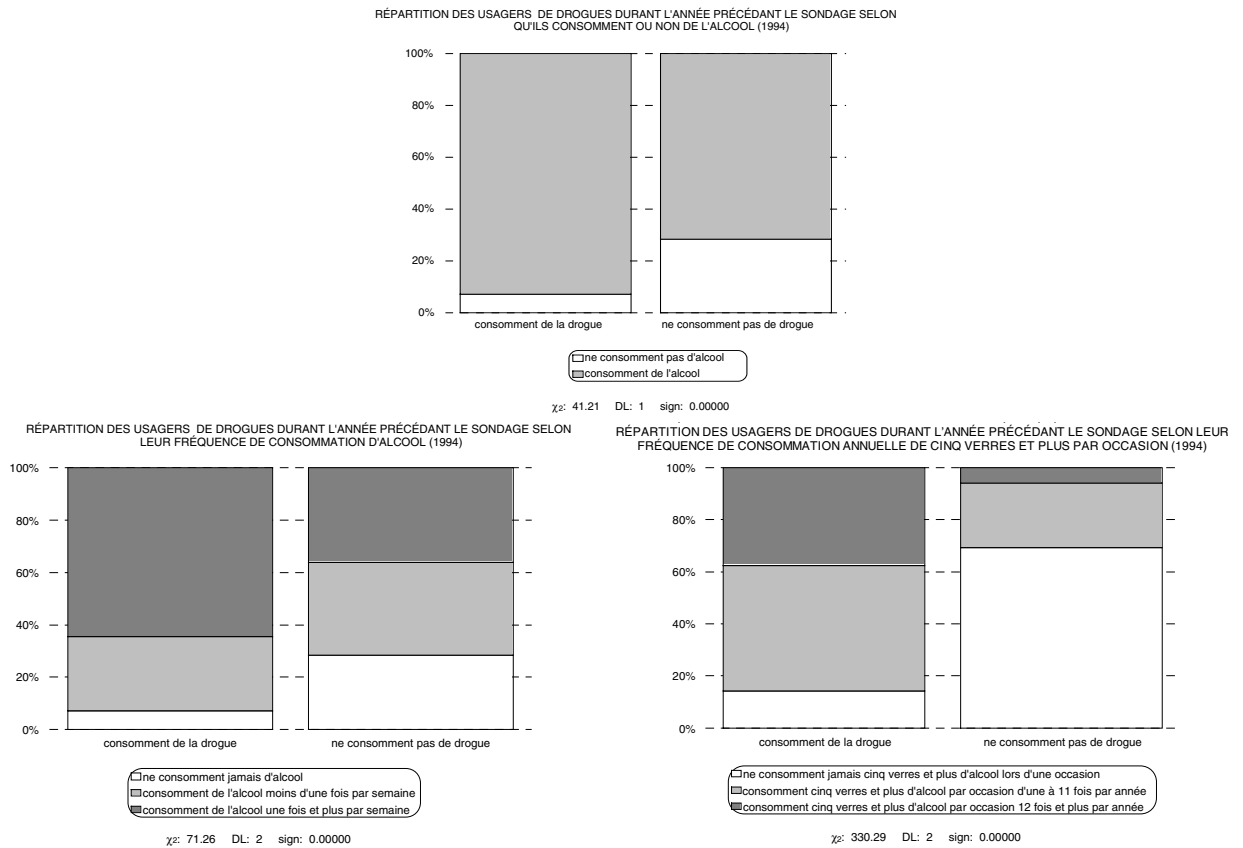 RÉPARTITION DES USAGERS DE DROGUES DURANT L'ANNÉE PRÉCÉDANT LE SONDAGE SELON
QU'ILS CONSOMMENT OU NON DE L'ALCOOL (1994)
100%
80%
60%
40%
20%
0%
consomment de la drogue
ne consomment pas de drogue
ne consomment pas d'alcool
consomment de l'alcool
χ2: 41.21 DL: 1 sign: 0.00000
RÉPARTITION DES USAGERS DE DROGUES DURANT L'ANNÉE PRÉCÉDANT LE SONDAGE SELON
LEUR FRÉQUENCE DE CONSOMMATION D'ALCOOL (1994)
100%
80%
60%
40%
20%
0%
consomment de la drogue
ne consomment pas de drogue
ne consomment jamais d'alcool
consomment de l'alcool moins d'une fois par semaine
consomment de l'alcool une fois et plus par semaine
χ2: 71.26 DL: 2 sign: 0.00000
RÉPARTITION DES USAGERS DE DROGUES DURANT L'ANNÉE PRÉCÉDANT LE SONDAGE SELON LEUR
FRÉQUENCE DE CONSOMMATION ANNUELLE DE CINQ VERRES ET PLUS PAR OCCASION (1994)
100%
80%
60%
40%
20%
0%
consomment de la drogue
ne consomment pas de drogue
ne consomment jamais cinq verres et plus d'alcool lors d'une occasion
consomment cinq verres et plus d'alcool par occasion d'une à 11 fois par année
consomment cinq verres et plus d'alcool par occasion 12 fois et plus par année
χ2: 330.29 DL: 2 sign: 0.00000